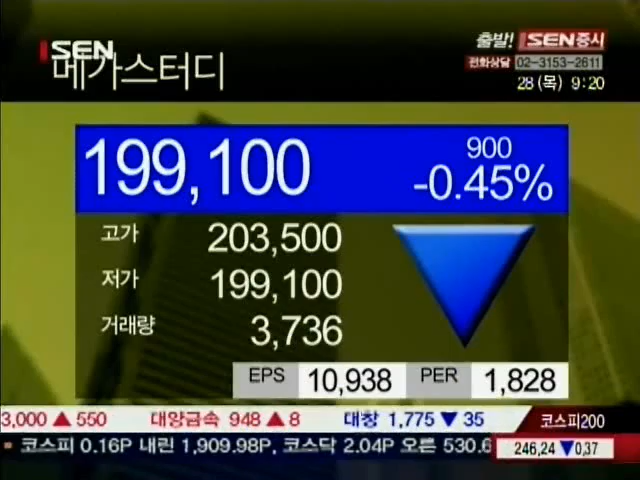 SEN
출발! SEN증시
메가스터디
전화상담 02-3153-2611
28 (목) 9:20
199,100
900
-0.45%
고가 203,500
저가 199,100
거래량 3,736
EPS 10,938 PER 1,828
3,000 ▲ 550 대양금속 948 ▲ 8 대창 1,775 ▼ 35 코스피200
코스피 0.16P 내린 1,909.98P, 코스닥 2.04P 오른 530.6 246,24 ▼0,37